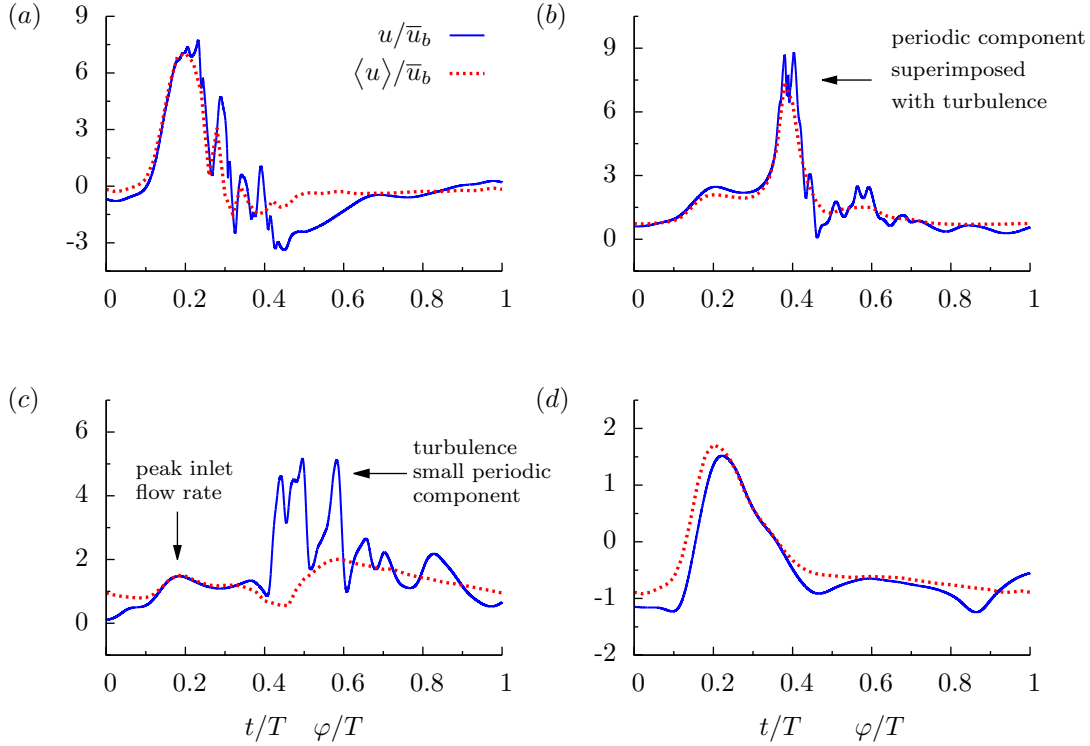 (a)
u/u̅_b
⟨u⟩/u̅_b
9
6
3
0
-3
0 0.2 0.4 0.6 0.8 1
(b)
periodic component
superimposed
with turbulence
9
6
3
0
0 0.2 0.4 0.6 0.8 1
(c)
peak inlet
flow rate
turbulence
small periodic
component
6
4
2
0
0 0.2 0.4 0.6 0.8 1
t/T φ/T
(d)
2
1
0
-1
-2
0 0.2 0.4 0.6 0.8 1
t/T φ/T